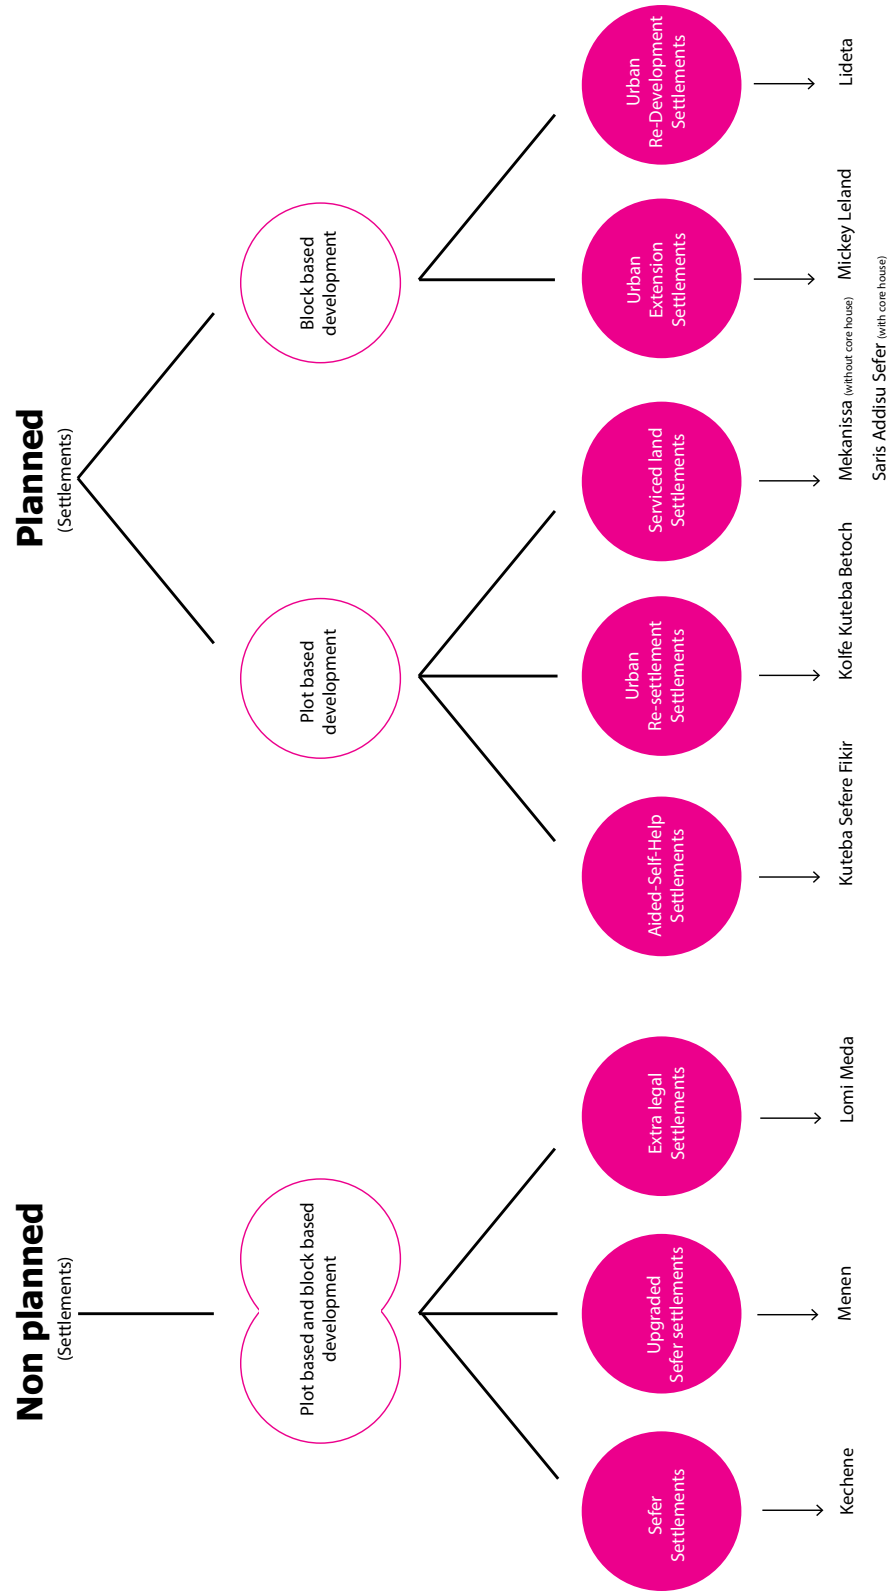 Non planned
(Settlements)
Planned
(Settlements)
Plot based and block based
development
Plot based
development
Block based
development
Sefer
Settlements
Upgraded
Sefer settlements
Extra legal
Settlements
Aided-Self-Help
Settlements
Urban
Re-settlement
Settlements
Serviced land
Settlements
Urban
Extension
Settlements
Urban
Re-Development
Settlements
Kechene
Menen
Lomi Meda
Kuteba Sefere Fikir
Kolfe Kuteba Betoch
Mekanissa (without core house)
Saris Addisu Sefer (with core house)
Mickey Leland
Lideta